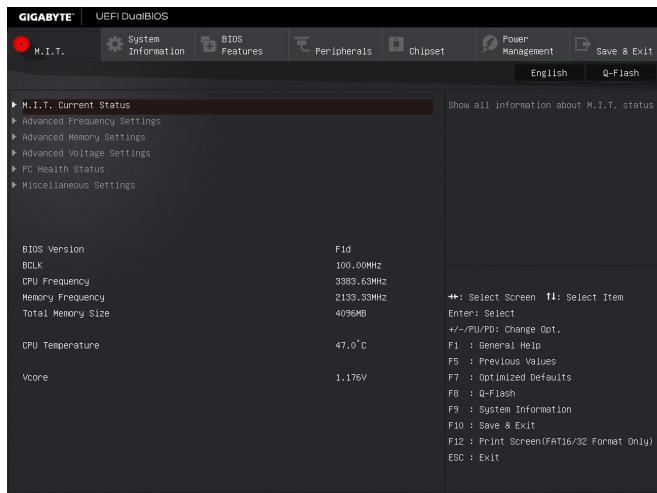 GIGABYTE™ UEFI DualBIOS
M.I.T.
System Information
BIOS Features
Peripherals
Chipset
Power Management
Save & Exit
English Q-Flash
M.I.T. Current Status
Advanced Frequency Settings
Advanced Memory Settings
Advanced Voltage Settings
PC Health Status
Miscellaneous Settings
Show all information about M.I.T. status
BIOS Version F1d
BCLK 100.00MHz
CPU Frequency 3383.63MHz
Memory Frequency 2133.33MHz
Total Memory Size 4096MB
CPU Temperature 47.0°C
Vcore 1.176V
→←: Select Screen ↑↓: Select Item
Enter: Select
+/-/PU/PD: Change Opt.
F1 : General Help
F5 : Previous Values
F7 : Optimized Defaults
F8 : Q-Flash
F9 : System Information
F10 : Save & Exit
F12 : Print Screen(FAT16/32 Format Only)
ESC : Exit